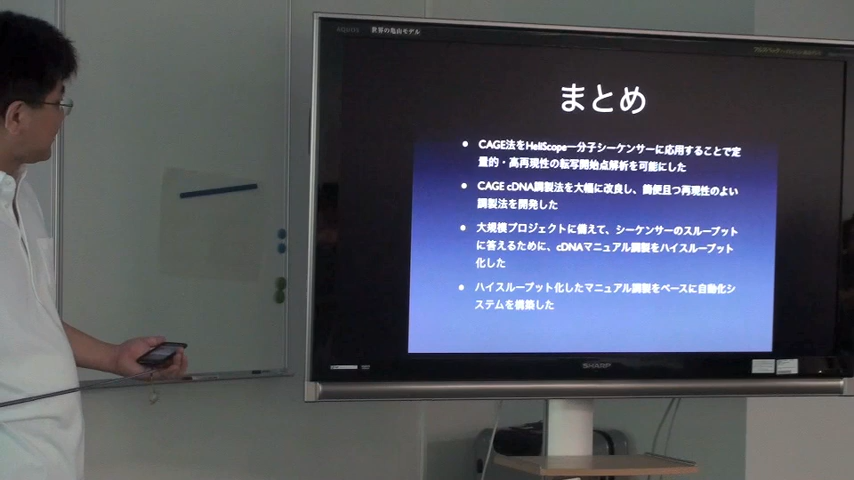 AQUOS 世界の亀山モデル
まとめ
• CAGE法をHeliScope一分子シーケンサーに応用することで定
量的・高再現性の転写開始点解析を可能にした
• CAGE cDNA調製法を大幅に改良し、簡便且つ再現性のよい
調製法を開発した
• 大規模プロジェクトに備えて、シーケンサーのスループット
に答えるために、cDNAマニュアル調製をハイスループット
化した
• ハイスループット化したマニュアル調製をベースに自動化シ
ステムを構築した
SHARP